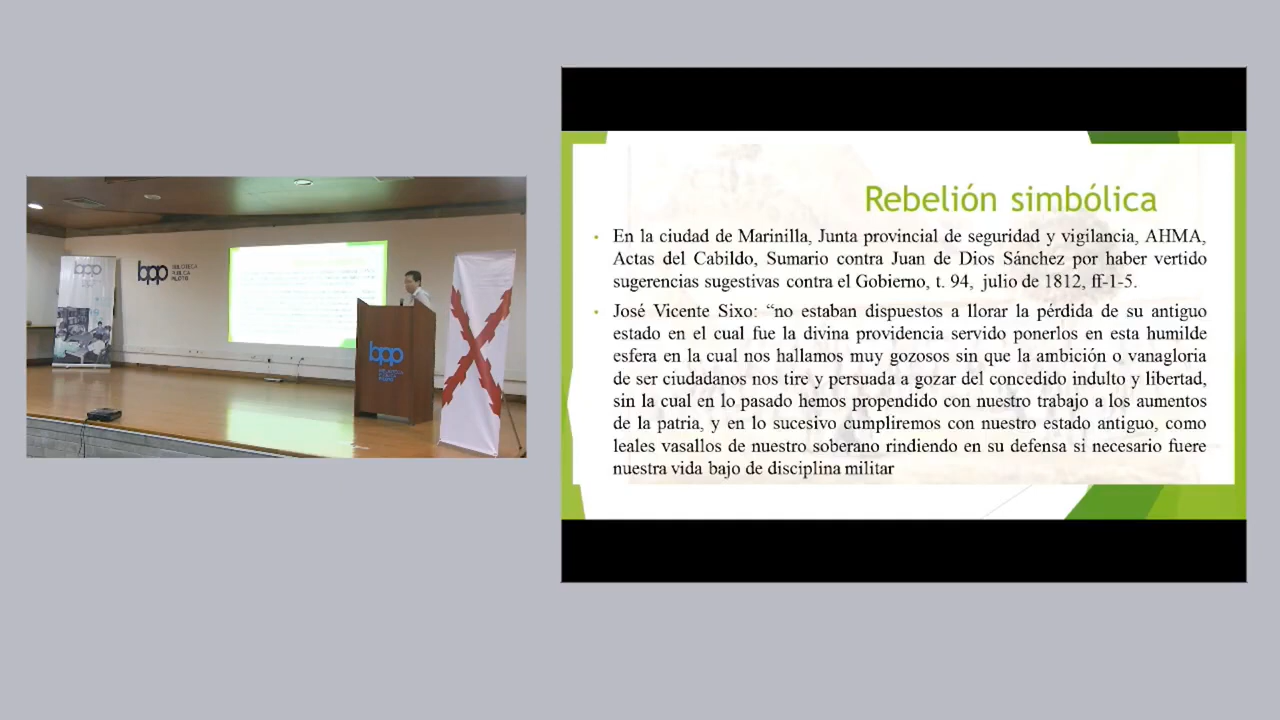 bpp
bpp
BIBLIOTECA
PÚBLICA
PILOTO
bpp
Rebelión simbólica
• En la ciudad de Marinilla, Junta provincial de seguridad y vigilancia, AHMA,
Actas del Cabildo, Sumario contra Juan de Dios Sánchez por haber vertido
sugerencias sugestivas contra el Gobierno, t. 94, julio de 1812, ff-1-5.
• José Vicente Sixo: “no estaban dispuestos a llorar la pérdida de su antiguo
estado en el cual fue la divina providencia servido ponerlos en esta humilde
esfera en la cual nos hallamos muy gozosos sin que la ambición o vanagloria
de ser ciudadanos nos tire y persuada a gozar del concedido indulto y libertad,
sin la cual en lo pasado hemos propendido con nuestro trabajo a los aumentos
de la patria, y en lo sucesivo cumpliremos con nuestro estado antiguo, como
leales vasallos de nuestro soberano rindiendo en su defensa si necesario fuere
nuestra vida bajo de disciplina militar